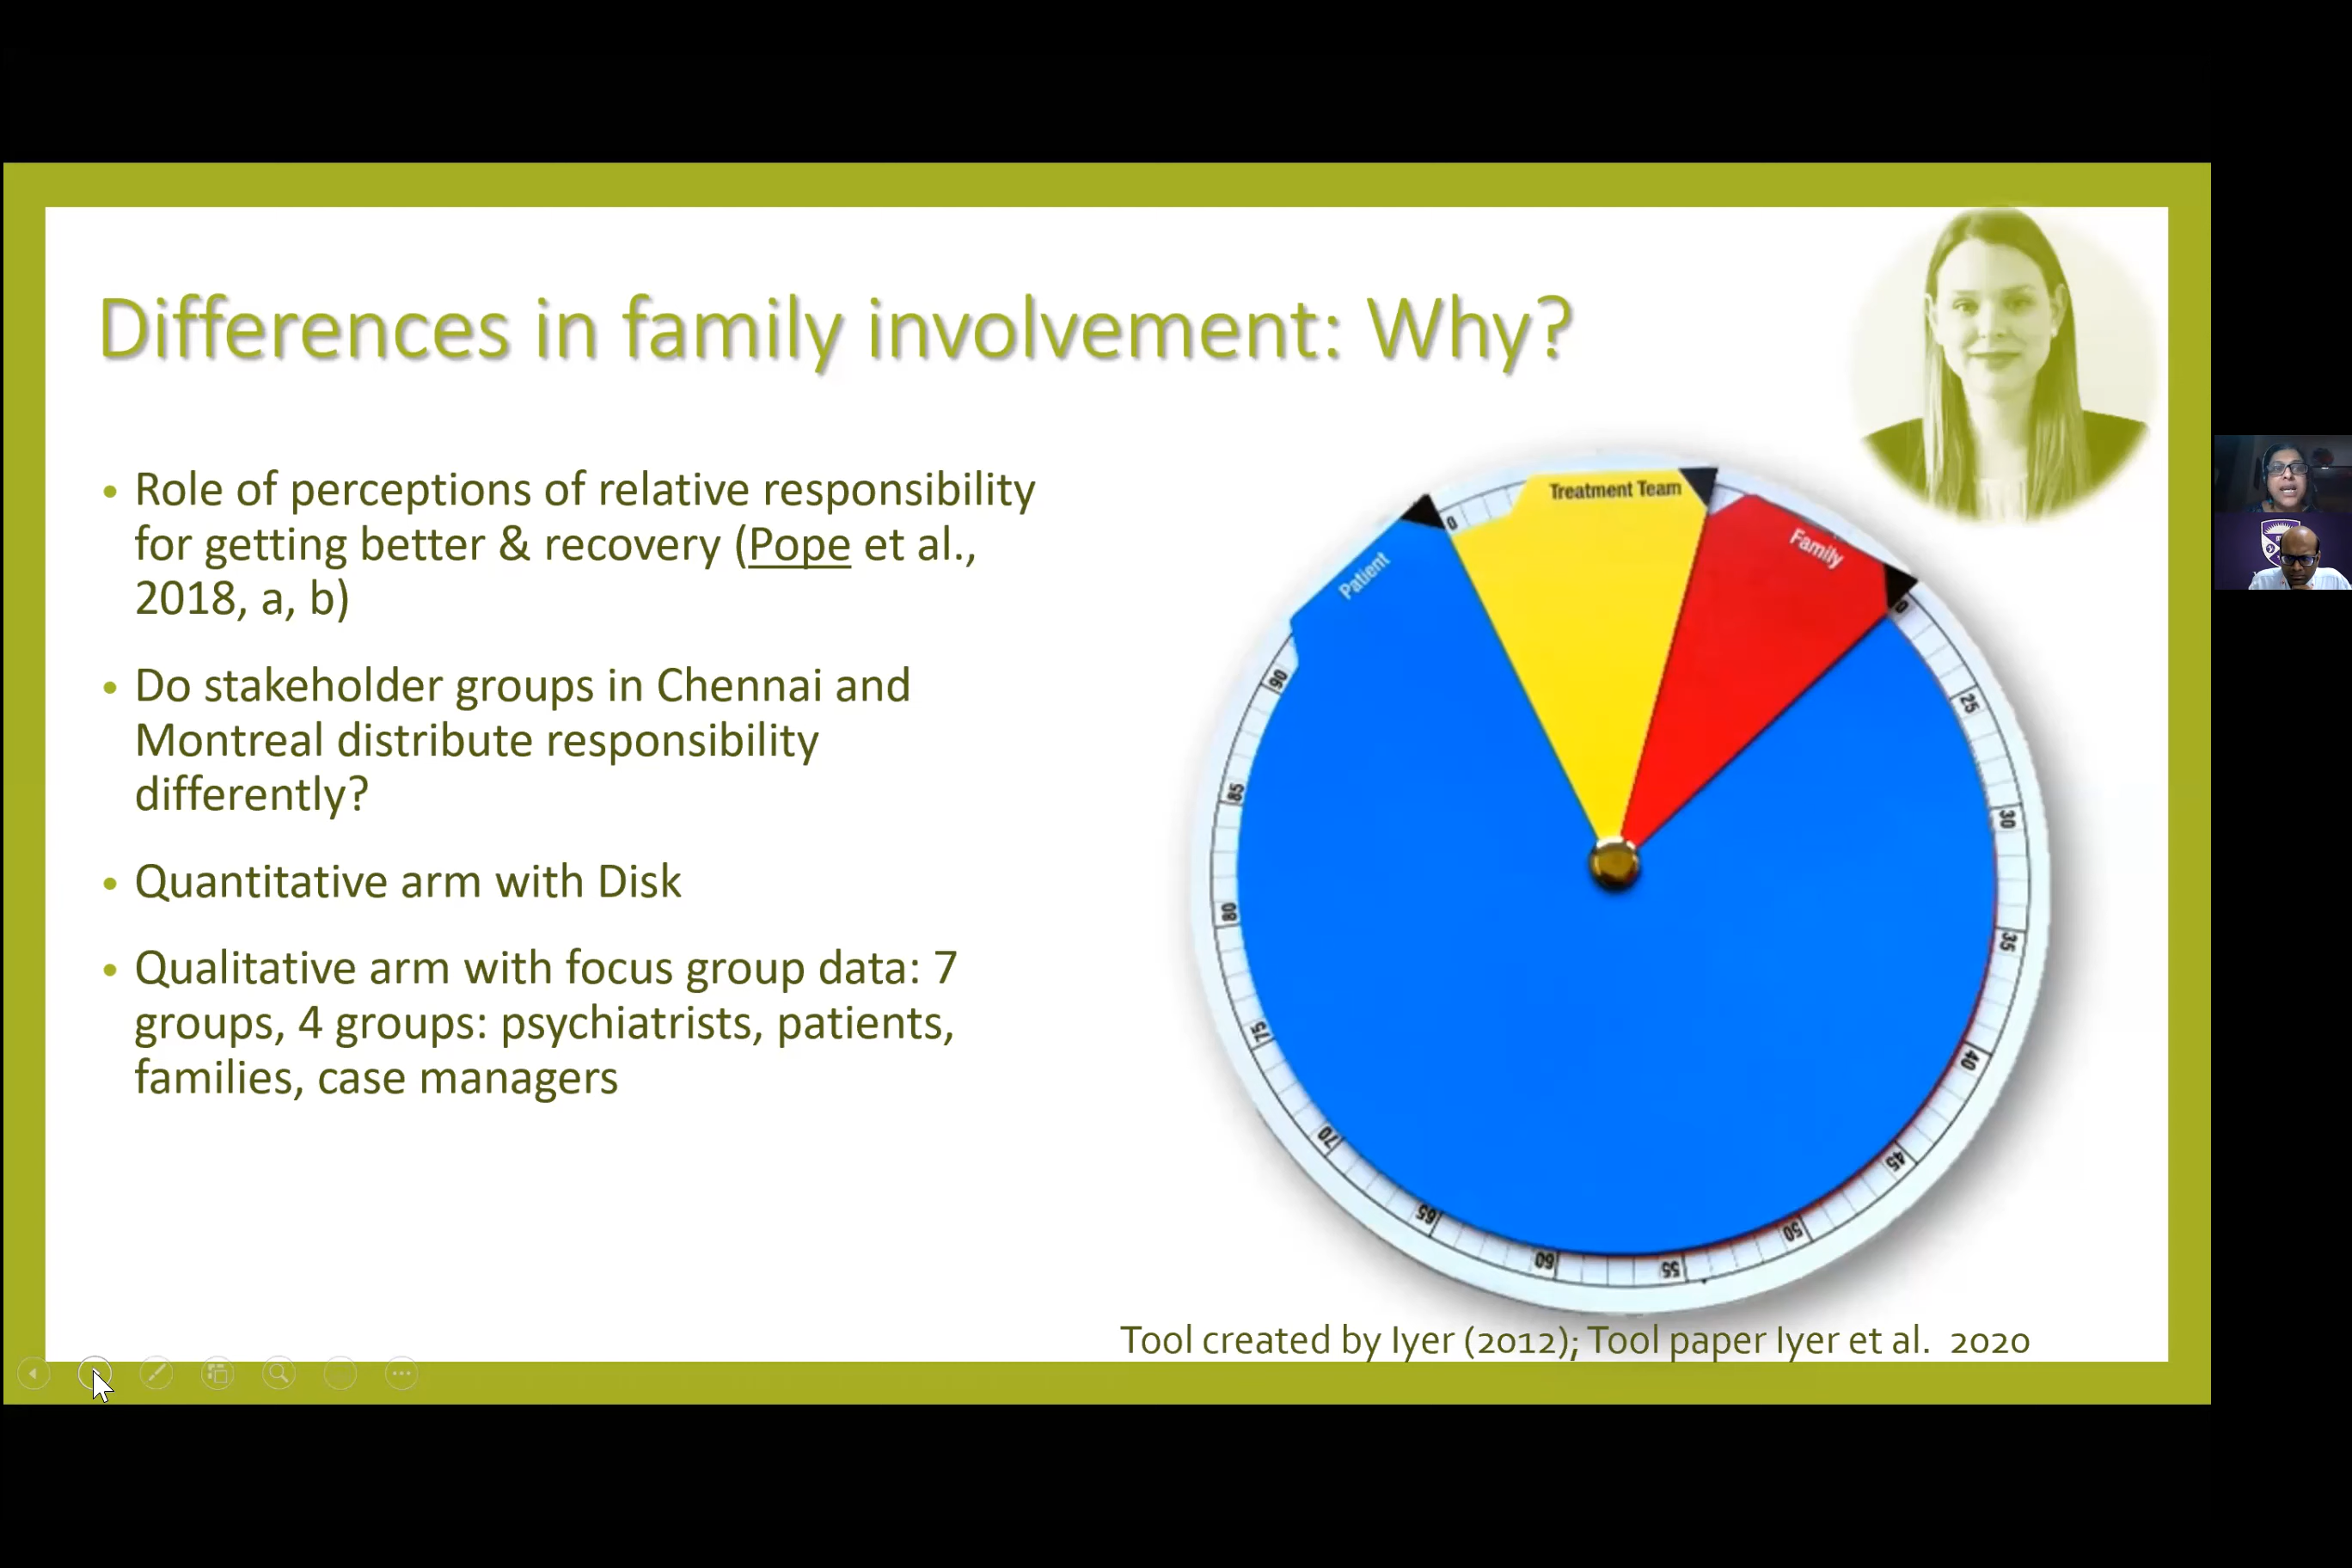 Differences in family involvement: Why?
• Role of perceptions of relative responsibility
for getting better & recovery (Pope et al.,
2018, a, b)
• Do stakeholder groups in Chennai and
Montreal distribute responsibility
differently?
• Quantitative arm with Disk
• Qualitative arm with focus group data: 7
groups, 4 groups: psychiatrists, patients,
families, case managers
Patient
0
Treatment Team
Family
0
25
30
35
40
45
50
55
60
65
70
75
80
85
90
Tool created by Iyer (2012); Tool paper Iyer et al. 2020